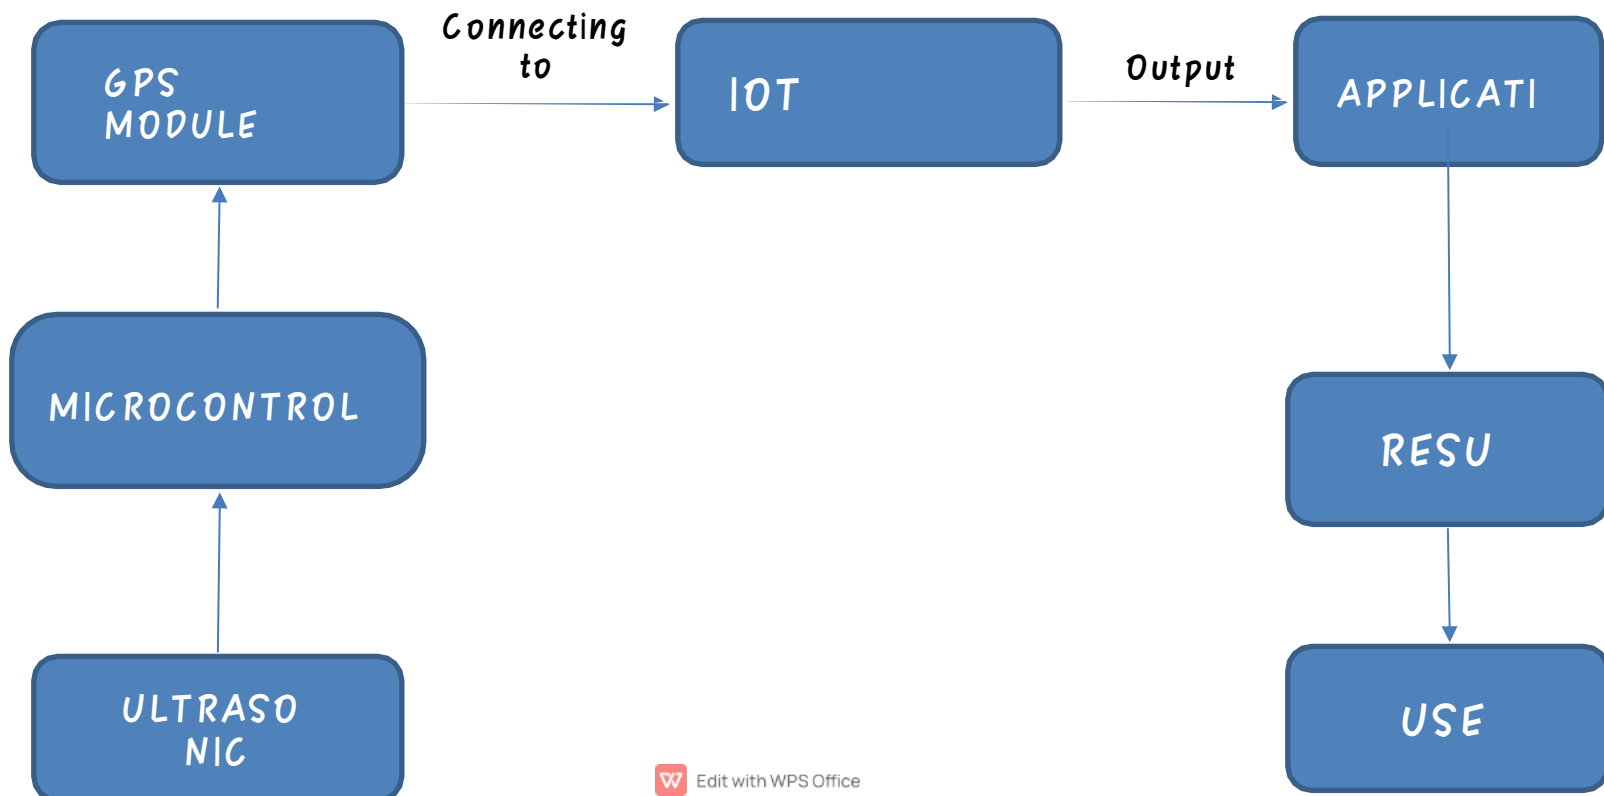 GPS
MODULE
Connecting
to
IOT
Output
APPLICATI
MICROCONTROL
RESU
ULTRASO
NIC
USE
Edit with WPS Office